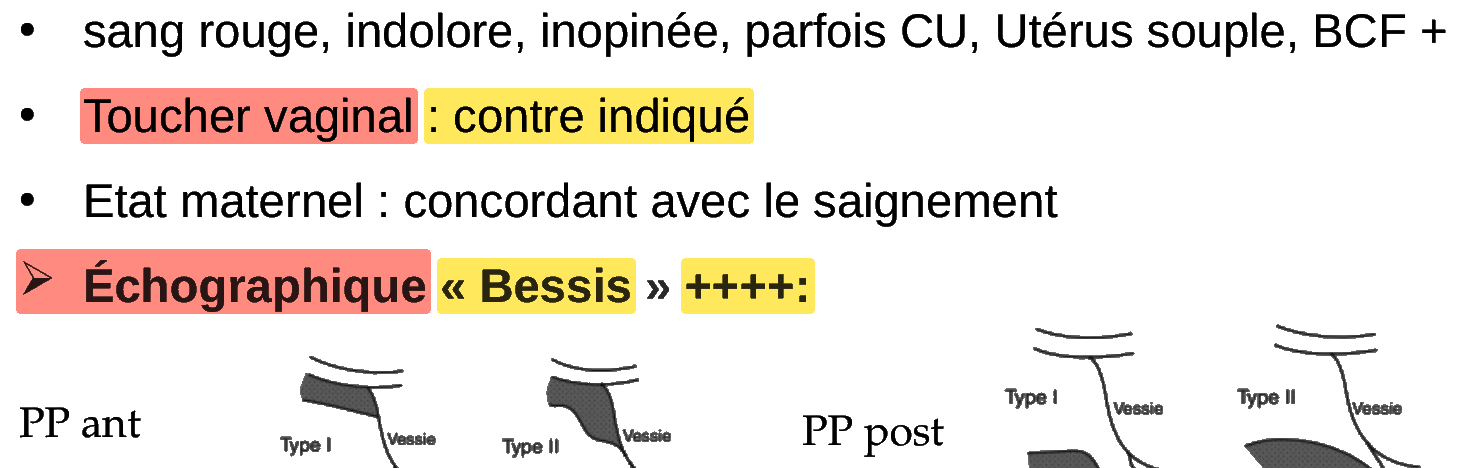 • sang rouge, indolore, inopinée, parfois CU, Utérus souple, BCF +
• Toucher vaginal : contre indiqué
• Etat maternel : concordant avec le saignement
➢ Échographique « Bessis » ++++:
PP ant
Type I
Vessie
Type II
Vessie
PP post
Type I
Vessie
Type II
Vessie